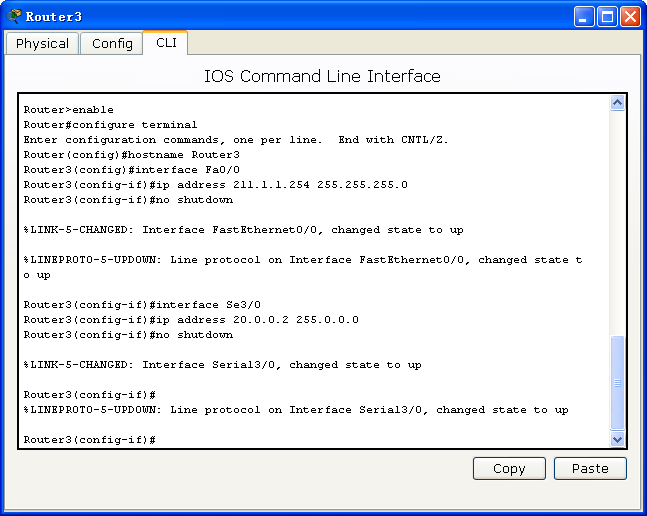 Router3
Physical Config CLI
IOS Command Line Interface
Router>enable
Router#configure terminal
Enter configuration commands, one per line.  End with CNTL/Z.
Router(config)#hostname Router3
Router3(config)#interface Fa0/0
Router3(config-if)#ip address 211.1.1.254 255.255.255.0
Router3(config-if)#no shutdown
%LINK-5-CHANGED: Interface FastEthernet0/0, changed state to up
%LINEPROTO-5-UPDOWN: Line protocol on Interface FastEthernet0/0, changed state t
o up
Router3(config-if)#interface Se3/0
Router3(config-if)#ip address 20.0.0.2 255.0.0.0
Router3(config-if)#no shutdown
%LINK-5-CHANGED: Interface Serial3/0, changed state to up
Router3(config-if)#
%LINEPROTO-5-UPDOWN: Line protocol on Interface Serial3/0, changed state to up
Router3(config-if)#
Copy Paste